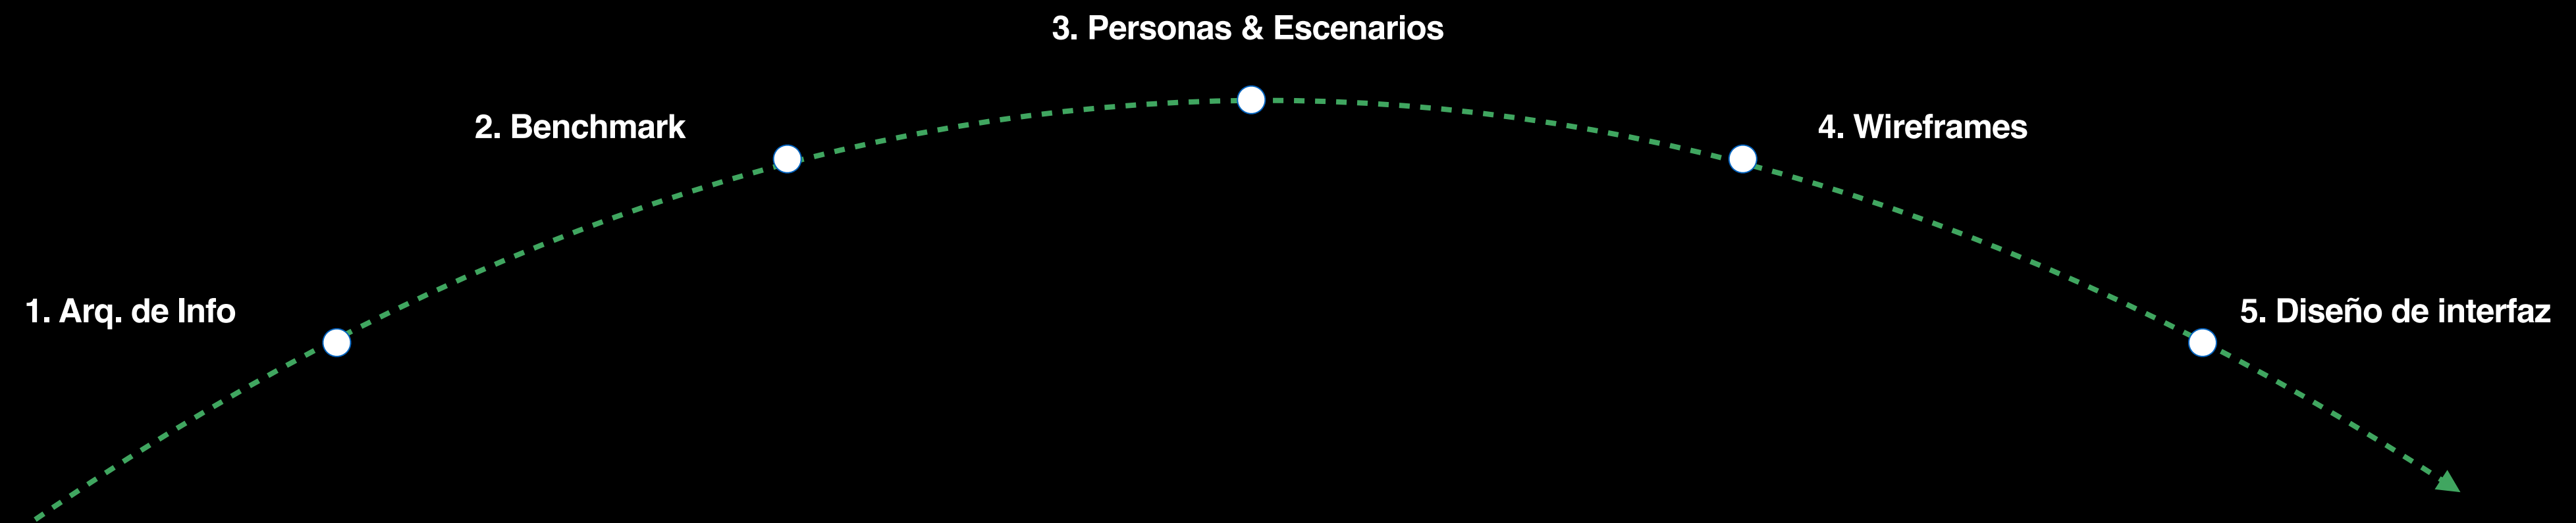 1. Arq. de Info
2. Benchmark
3. Personas & Escenarios
4. Wireframes
5. Diseño de interfaz